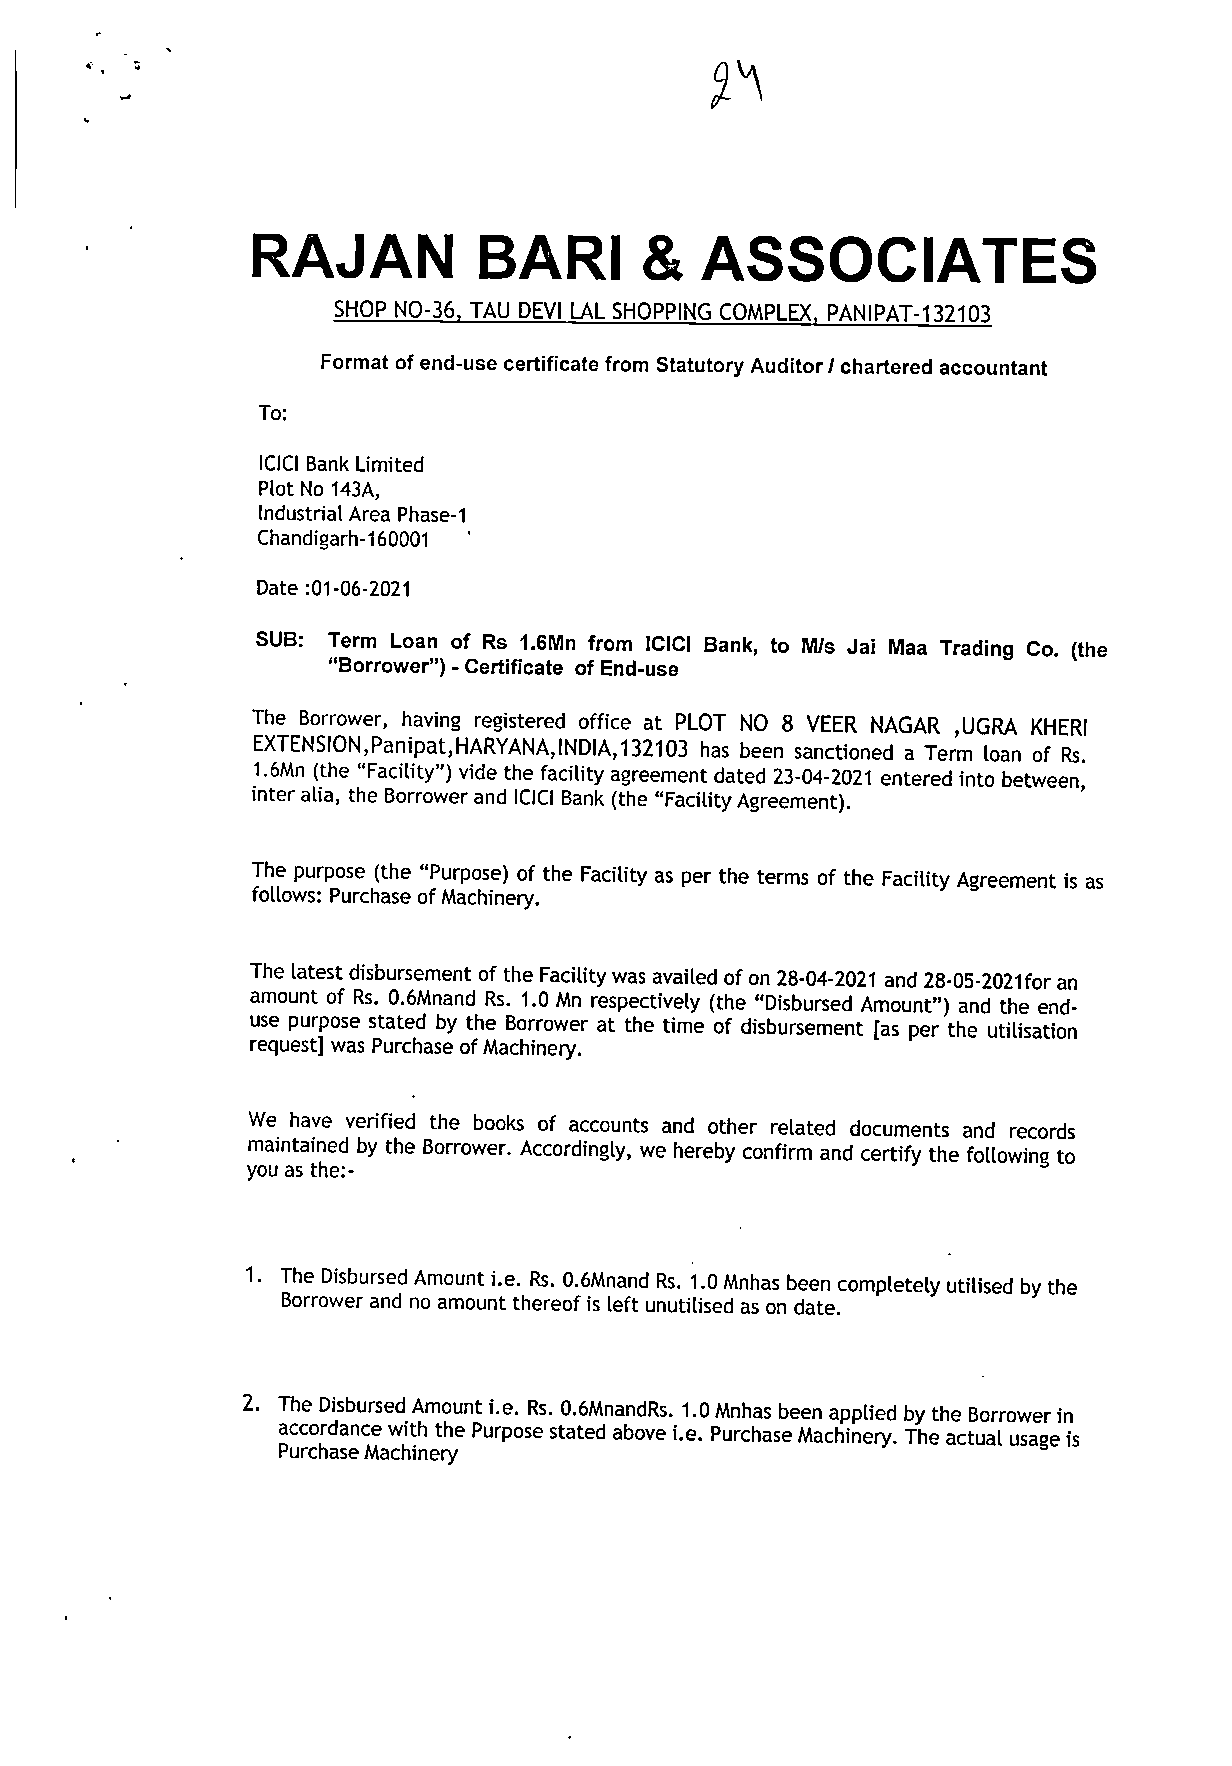 24
RAJAN BARI & ASSOCIATES
SHOP NO-36, TAU DEVI LAL SHOPPING COMPLEX, PANIPAT-132103
Format of end-use certificate from Statutory Auditor / chartered accountant
To:
ICICI Bank Limited
Plot No 143A,
Industrial Area Phase-1
Chandigarh-160001
Date :01-06-2021
SUB: Term Loan of Rs 1.6Mn from ICICI Bank, to M/s Jai Maa Trading Co. (the
“Borrower”) - Certificate of End-use
The Borrower, having registered office at PLOT NO 8 VEER NAGAR ,UGRA KHERI
EXTENSION,Panipat,HARYANA,INDIA,132103 has been sanctioned a Term loan of Rs.
1.6Mn (the “Facility”) vide the facility agreement dated 23-04-2021 entered into between,
inter alia, the Borrower and ICICI Bank (the “Facility Agreement).
The purpose (the “Purpose) of the Facility as per the terms of the Facility Agreement is as
follows: Purchase of Machinery.
The latest disbursement of the Facility was availed of on 28-04-2021 and 28-05-2021for an
amount of Rs. 0.6Mnand Rs. 1.0 Mn respectively (the “Disbursed Amount”) and the end-
use purpose stated by the Borrower at the time of disbursement [as per the utilisation
request] was Purchase of Machinery.
We have verified the books of accounts and other related documents and records
maintained by the Borrower. Accordingly, we hereby confirm and certify the following to
you as the:-
1. The Disbursed Amount i.e. Rs. 0.6Mnand Rs. 1.0 Mnhas been completely utilised by the
Borrower and no amount thereof is left unutilised as on date.
2. The Disbursed Amount i.e. Rs. 0.6MnandRs. 1.0 Mnhas been applied by the Borrower in
accordance with the Purpose stated above i.e. Purchase Machinery. The actual usage is
Purchase Machinery